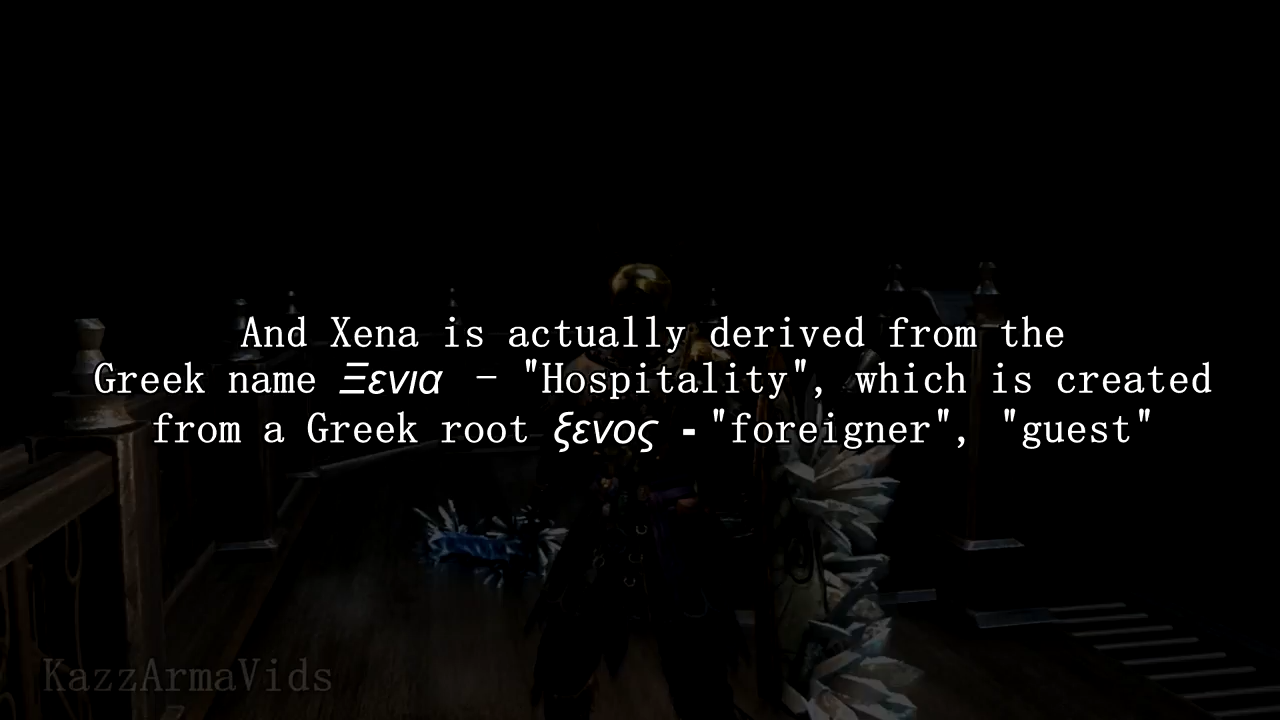 And Xena is actually derived from the
Greek name Ξενια – "Hospitality", which is created
from a Greek root ξενος - "foreigner", "guest"
KazzArmaVids